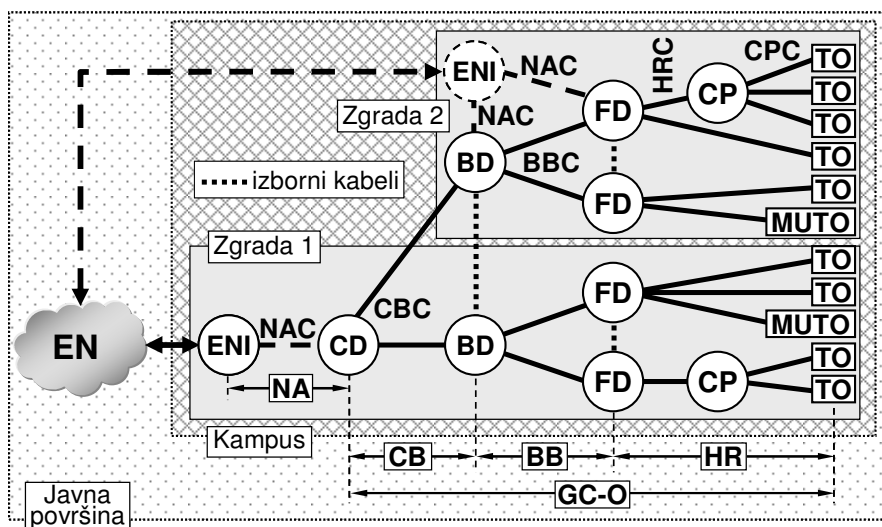 ENI
NAC
HRC
CPC
TO
Zgrada 2
NAC
FD
CP
TO
TO
BD
BBC
TO
izborni kabeli
FD
TO
MUTO
Zgrada 1
TO
CBC
FD
TO
MUTO
EN
ENI
NAC
CD
BD
TO
NA
FD
CP
TO
Kampus
CB
BB
HR
GC-O
Javna
površina